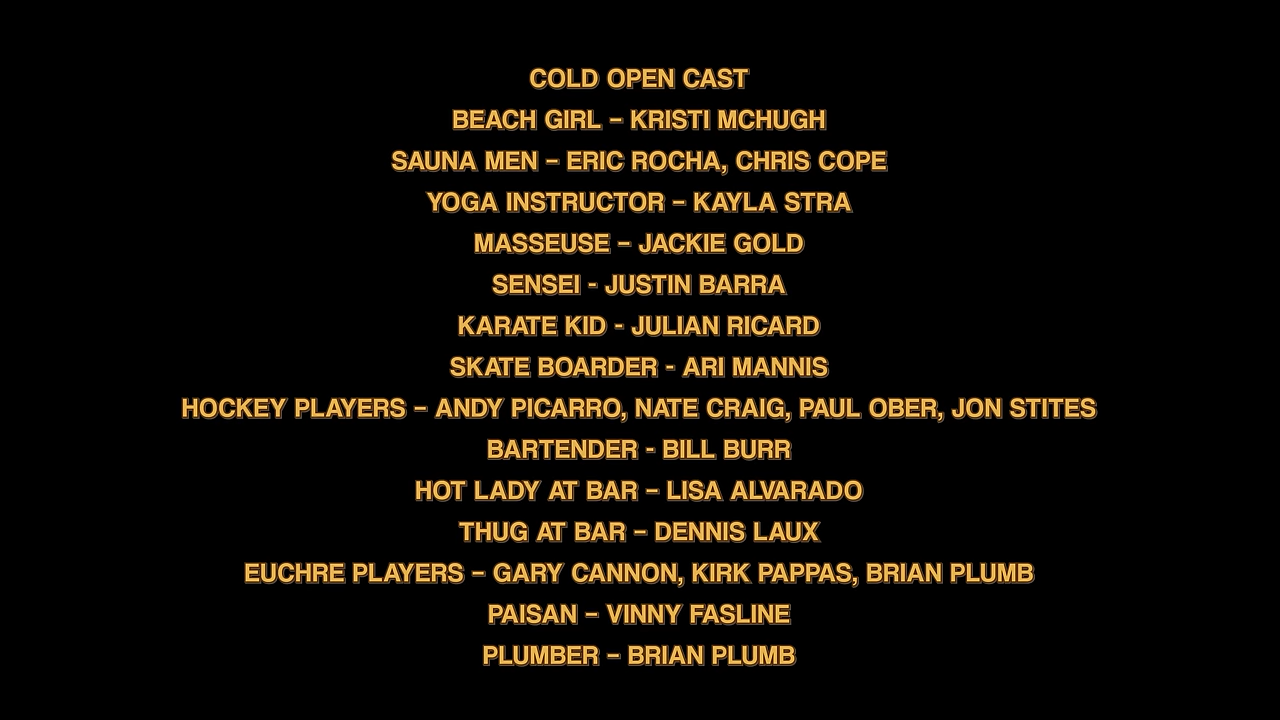 COLD OPEN CAST
BEACH GIRL – KRISTI MCHUGH
SAUNA MEN – ERIC ROCHA, CHRIS COPE
YOGA INSTRUCTOR – KAYLA STRA
MASSEUSE – JACKIE GOLD
SENSEI - JUSTIN BARRA
KARATE KID - JULIAN RICARD
SKATE BOARDER - ARI MANNIS
HOCKEY PLAYERS – ANDY PICARRO, NATE CRAIG, PAUL OBER, JON STITES
BARTENDER - BILL BURR
HOT LADY AT BAR – LISA ALVARADO
THUG AT BAR – DENNIS LAUX
EUCHRE PLAYERS – GARY CANNON, KIRK PAPPAS, BRIAN PLUMB
PAISAN – VINNY FASLINE
PLUMBER – BRIAN PLUMB